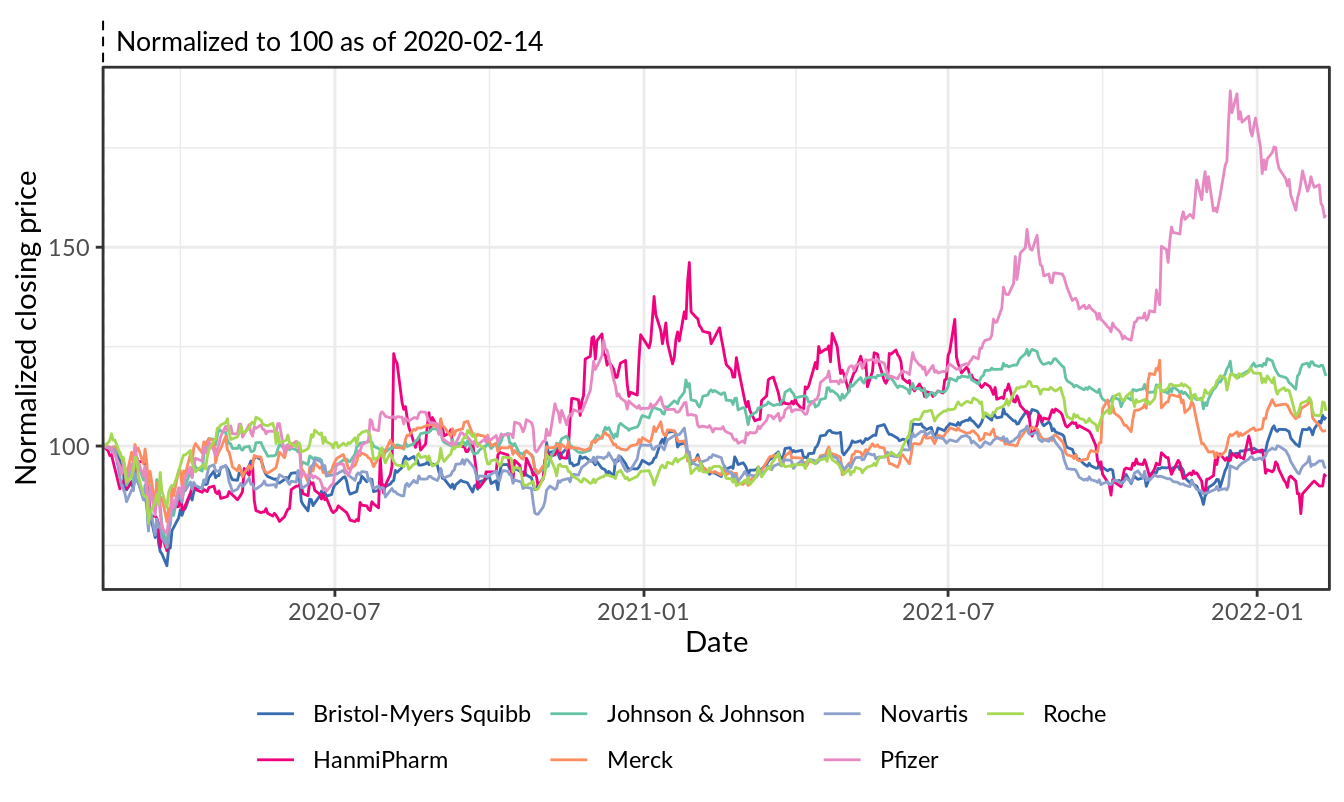 Normalized to 100 as of 2020-02-14
Normalized closing price
150
100
2020-07 2021-01 2021-07 2022-01
Date
Bristol-Myers Squibb Johnson & Johnson Novartis Roche
HanmiPharm Merck Pfizer